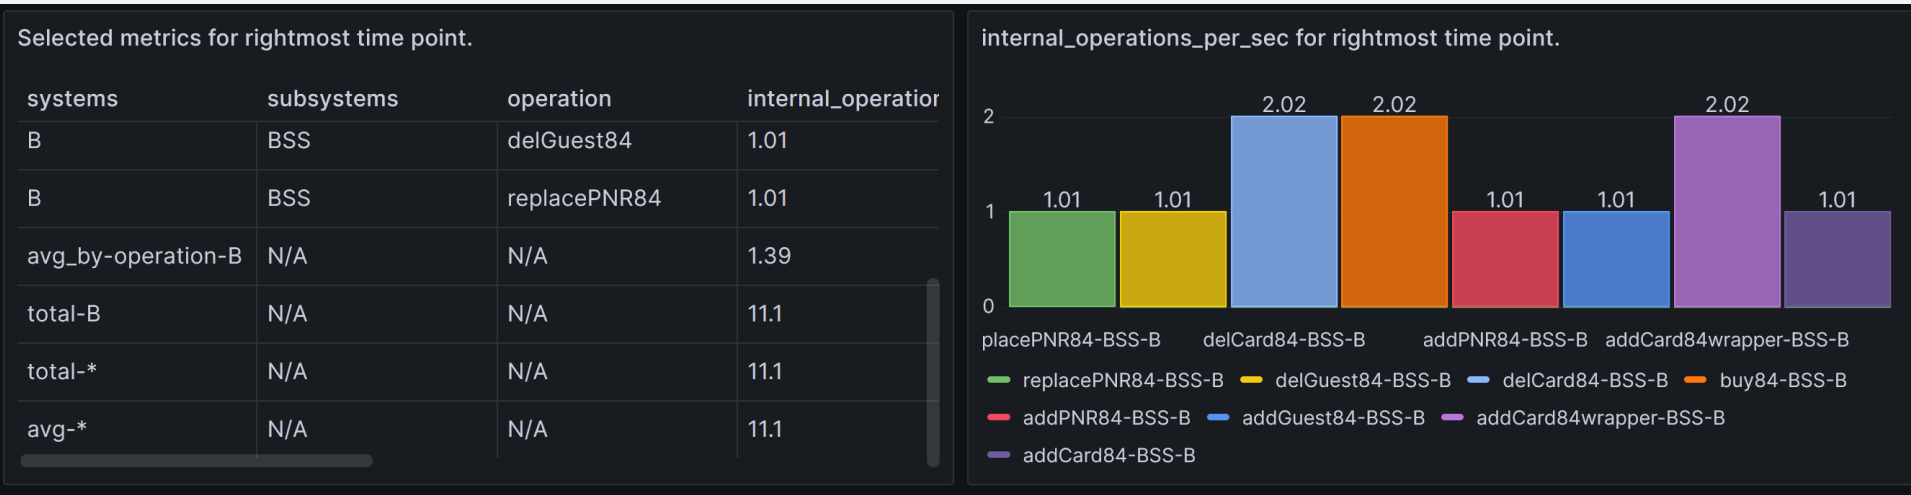 Selected metrics for rightmost time point.
systems subsystems operation internal_operation
B BSS delGuest84 1.01
B BSS replacePNR84 1.01
avg_by-operation-B N/A N/A 1.39
total-B N/A N/A 11.1
total-* N/A N/A 11.1
avg-* N/A N/A 11.1
internal_operations_per_sec for rightmost time point.
2.02 2.02 2.02
2
1.01 1.01 1.01 1.01 1.01
1
0
placePNR84-BSS-B delCard84-BSS-B addPNR84-BSS-B addCard84wrapper-BSS-B
replacePNR84-BSS-B delGuest84-BSS-B delCard84-BSS-B buy84-BSS-B
addPNR84-BSS-B addGuest84-BSS-B addCard84wrapper-BSS-B
addCard84-BSS-B